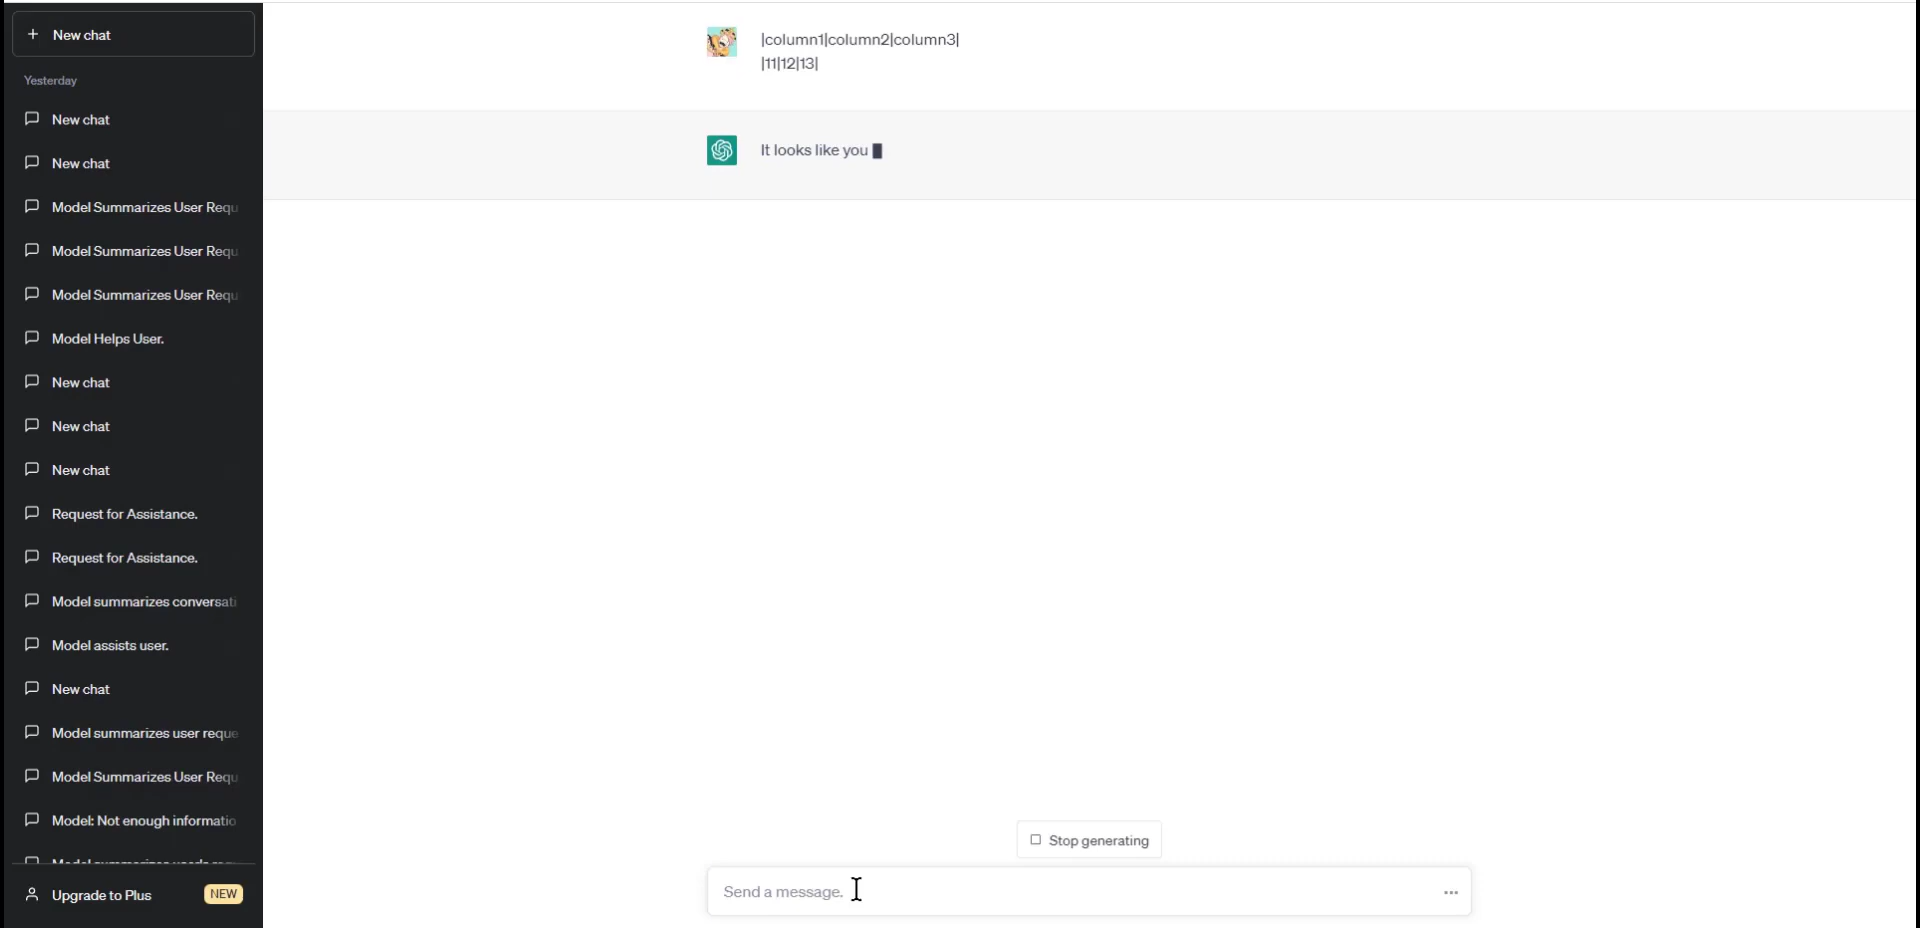 New chat
Yesterday
New chat
New chat
Model Summarizes User Requ
Model Summarizes User Requ
Model Summarizes User Requ
Model Helps User.
New chat
New chat
New chat
Request for Assistance.
Request for Assistance.
Model summarizes conversati
Model assists user.
New chat
Model summarizes user reque
Model Summarizes User Requ
Model: Not enough informatio
Upgrade to Plus NEW
|column1|column2|column3|
|11|12|13|
It looks like you
Stop generating
Send a message.